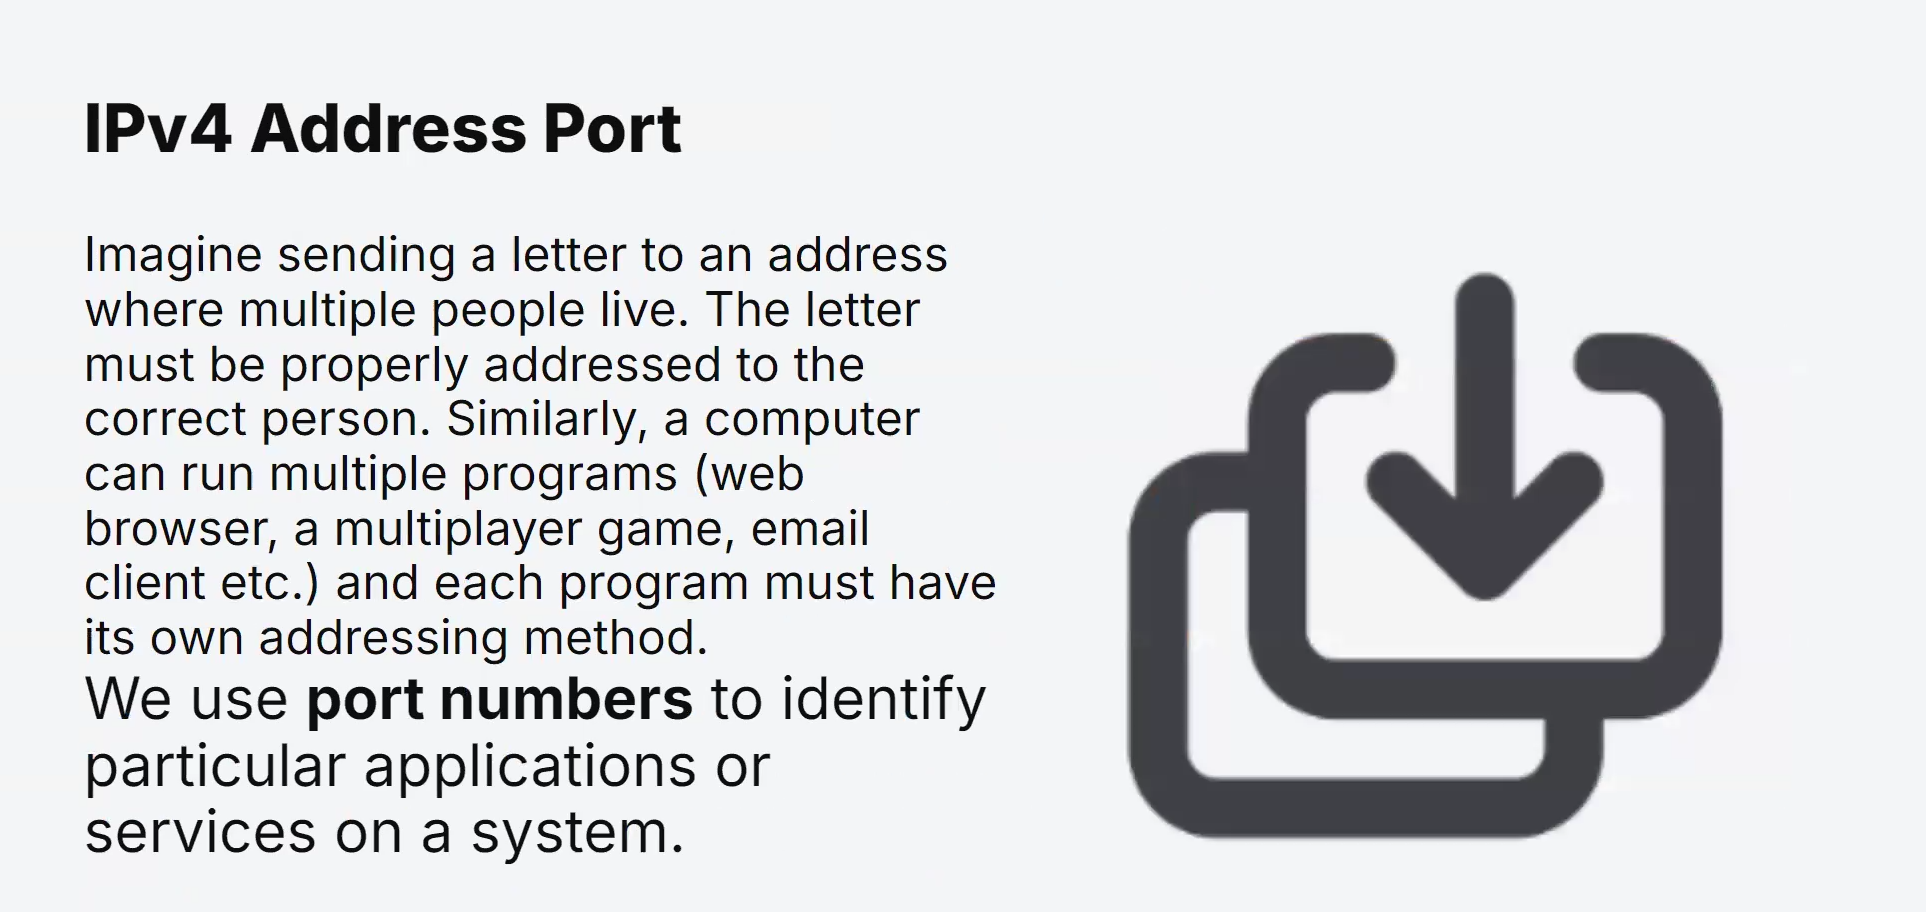 IPv4 Address Port
Imagine sending a letter to an address
where multiple people live. The letter
must be properly addressed to the
correct person. Similarly, a computer
can run multiple programs (web
browser, a multiplayer game, email
client etc.) and each program must have
its own addressing method.
We use port numbers to identify
particular applications or
services on a system.